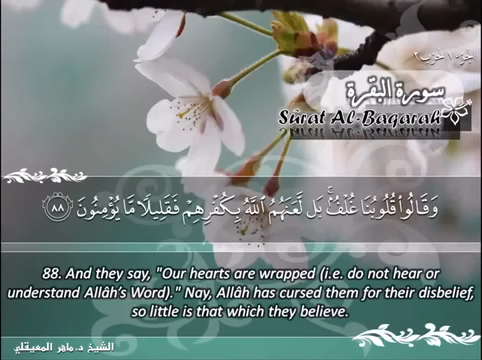 جزء ١ حزب ٢
سورة البقرة
Sûrat Al-Baqarah
وَقَالُوا۟ قُلُوبُنَا غُلْفٌۢ ۚ بَل لَّعَنَهُمُ ٱللَّهُ بِكُفْرِهِمْ فَقَلِيلًا مَّا يُؤْمِنُونَ ﴿٨٨﴾
88. And they say, "Our hearts are wrapped (i.e. do not hear or
understand Allâh's Word)." Nay, Allâh has cursed them for their disbelief,
so little is that which they believe.
الشيخ د. ماهر المعيقلي